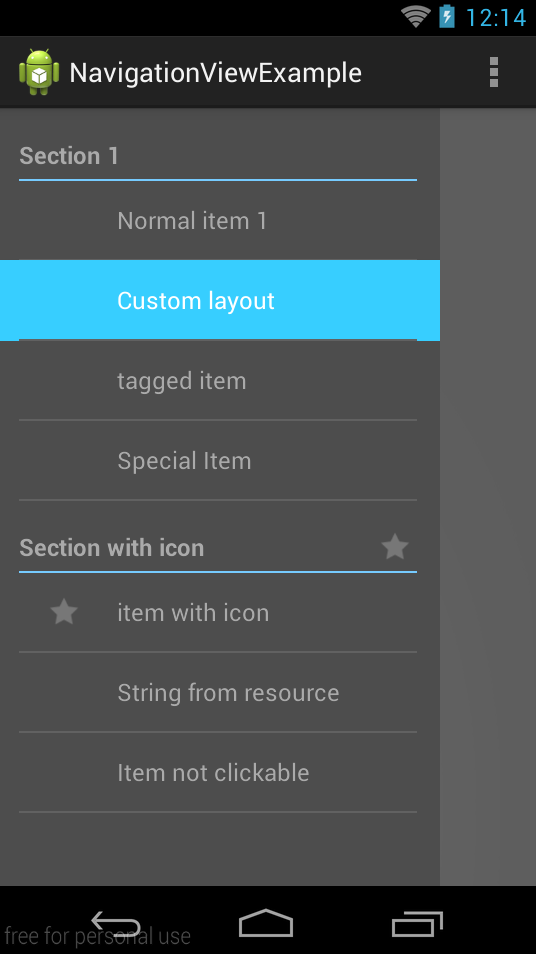 12:14
NavigationViewExample
Section 1
Normal item 1
Custom layout
tagged item
Special Item
Section with icon
item with icon
String from resource
Item not clickable
free for personal use